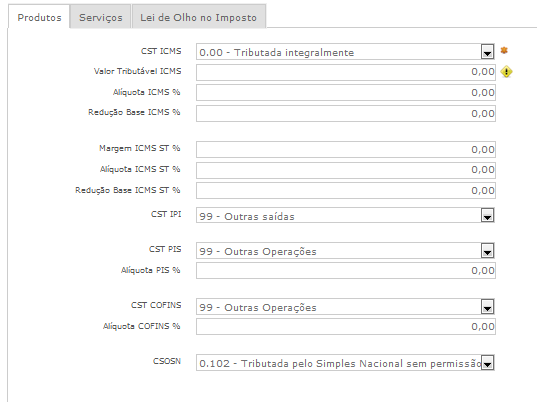 Produtos Serviços Lei de Olho no Imposto
CST ICMS 0.00 - Tributada integralmente
Valor Tributável ICMS 0,00
Alíquota ICMS % 0,00
Redução Base ICMS % 0,00
Margem ICMS ST % 0,00
Alíquota ICMS ST % 0,00
Redução Base ICMS ST % 0,00
CST IPI 99 - Outras saídas
CST PIS 99 - Outras Operações
Alíquota PIS % 0,00
CST COFINS 99 - Outras Operações
Alíquota COFINS % 0,00
CSOSN 0.102 - Tributada pelo Simples Nacional sem permissão